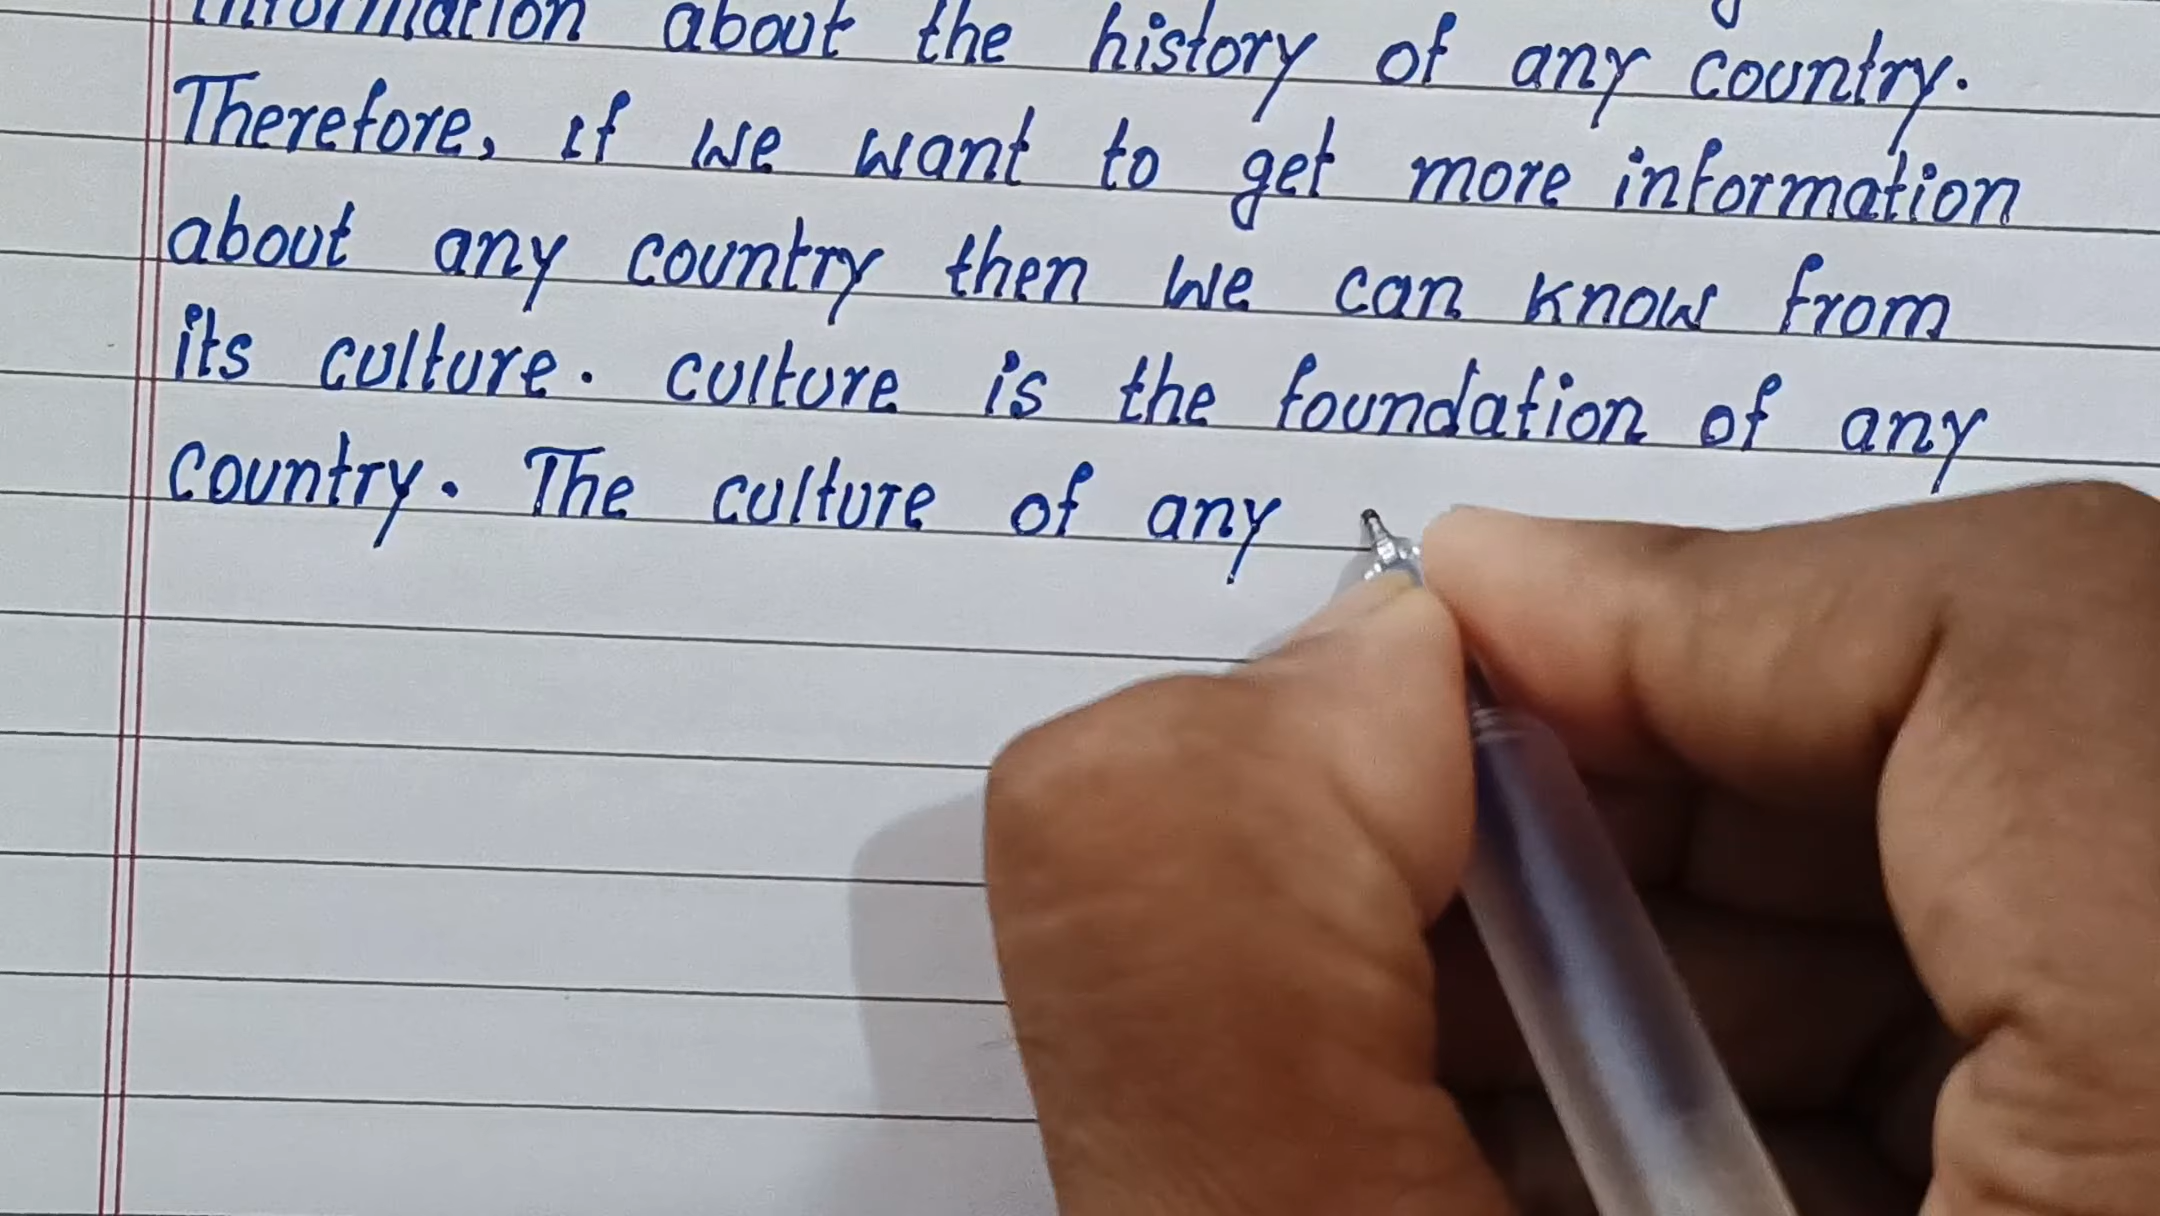 information about the history of any country.
Therefore, if we want to get more information
about any country then we can know from
its culture. culture is the foundation of any
country. The culture of any